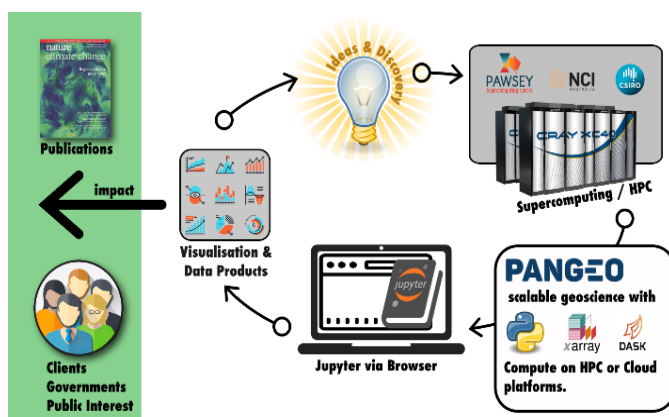 nature
climate change
Publications
impact
Clients
Governments
Public Interest
Visualisation &
Data Products
Ideas & Discovery
PAWSEY
supercomputing centre
NCI
AUSTRALIA
CSIRO
CRAY XC40
Supercomputing / HPC
PANGEO
scalable geoscience with
xarray
DASK
Compute on HPC or Cloud
platforms.
jupyter
Jupyter via Browser